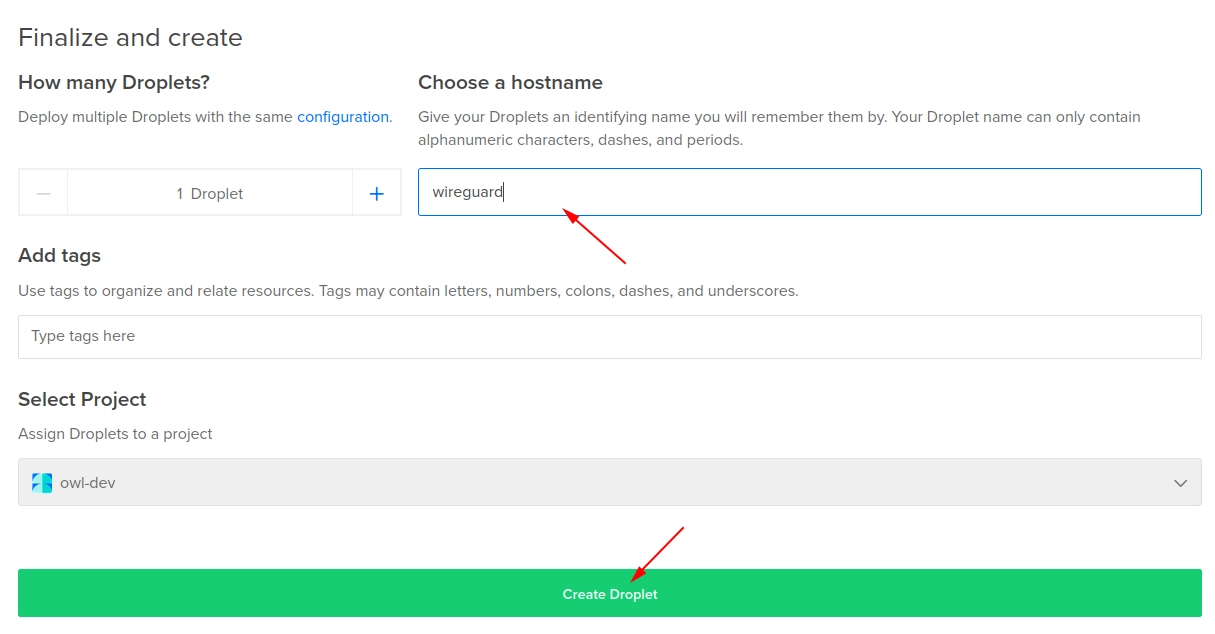 Finalize and create
How many Droplets?
Deploy multiple Droplets with the same configuration.
1 Droplet
Choose a hostname
Give your Droplets an identifying name you will remember them by. Your Droplet name can only contain
alphanumeric characters, dashes, and periods.
wireguard
Add tags
Use tags to organize and relate resources. Tags may contain letters, numbers, colons, dashes, and underscores.
Type tags here
Select Project
Assign Droplets to a project
owl-dev
Create Droplet